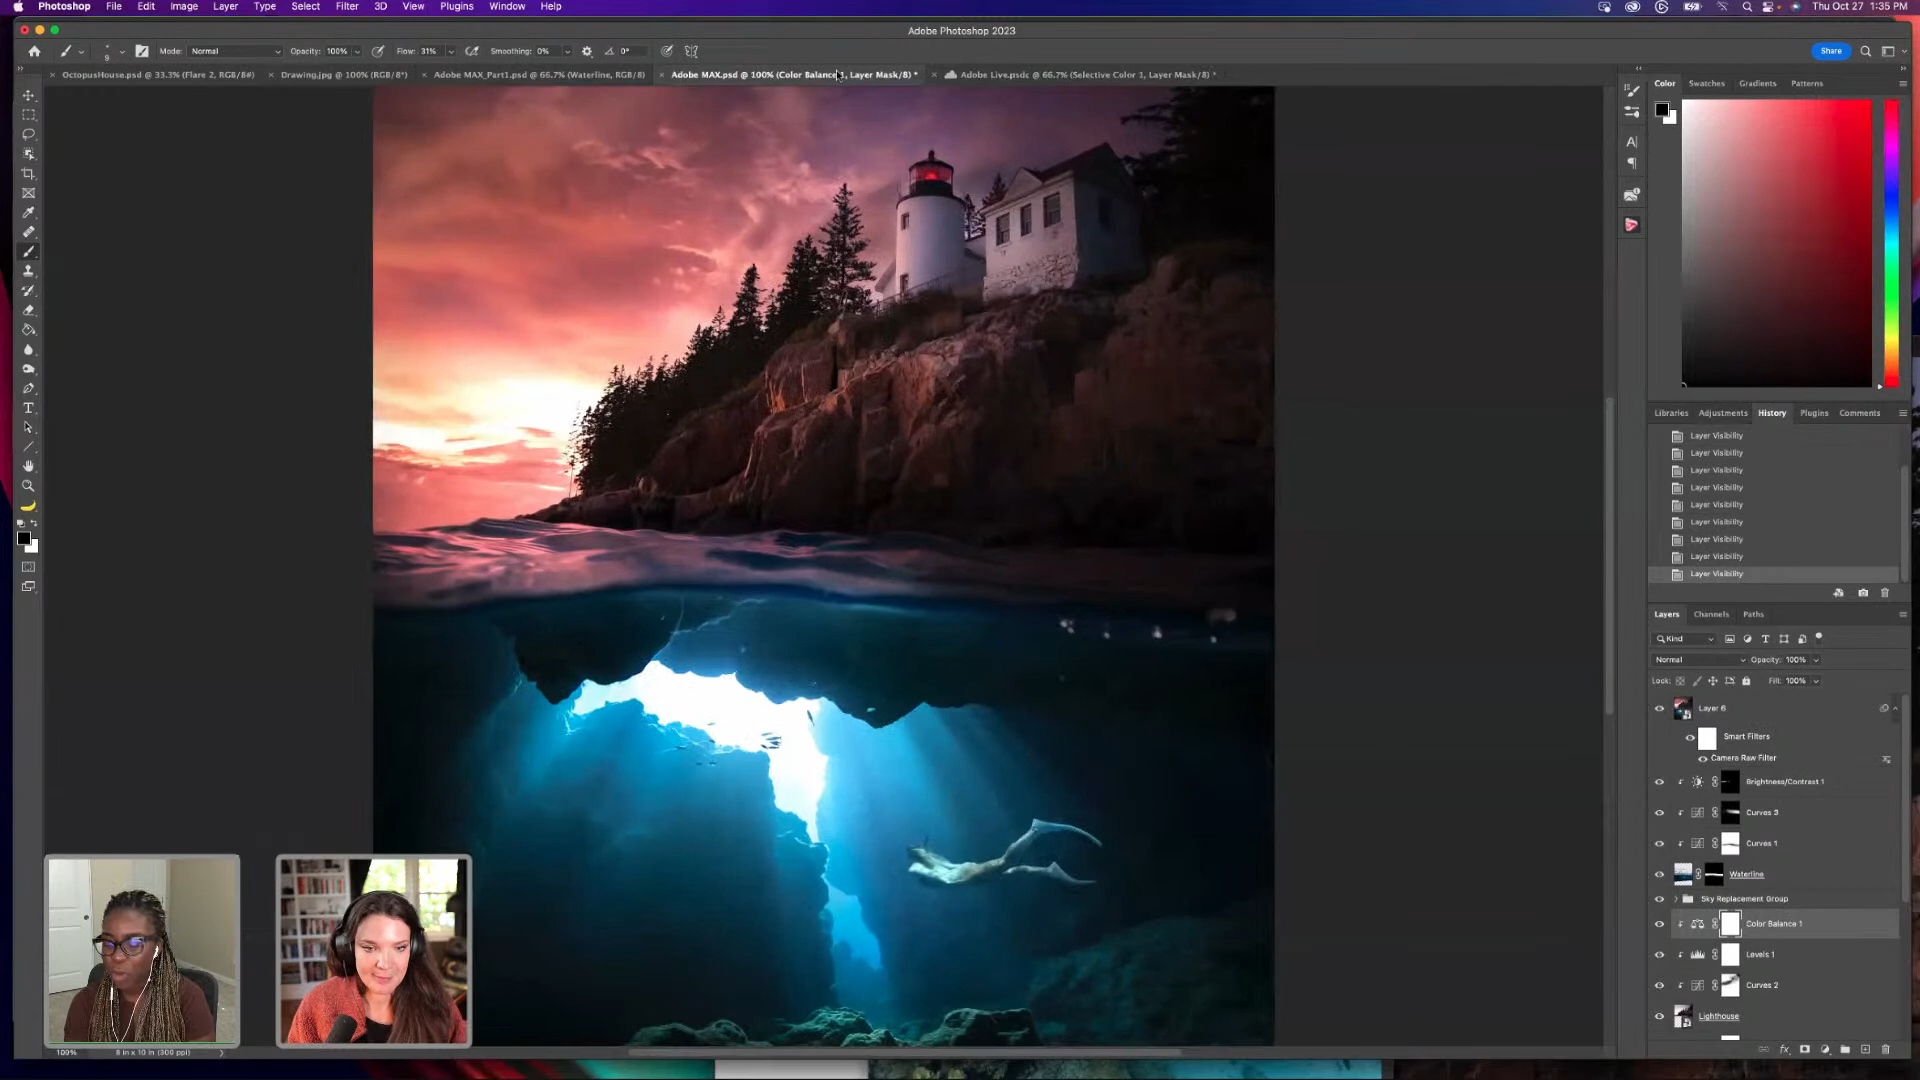 Photoshop File Edit Image Layer Type Select Filter 3D View Plugins Window Help Thu Oct 27 1:35 PM
Adobe Photoshop 2023
9 Mode: Normal Opacity: 100% Flow: 31% Smoothing: 0% 0° Share
OctopusHouse.psd @ 33.3% (Flare 2, RGB/8#) Drawing.jpg @ 100% (RGB/8*) Adobe MAX_Part1.psd @ 66.7% (Waterline, RGB/8) Adobe MAX.psd @ 100% (Color Balance 1, Layer Mask/8) * Adobe Live.psdc @ 66.7% (Selective Color 1, Layer Mask/8) *
Color Swatches Gradients Patterns
Libraries Adjustments History Plugins Comments
Layer Visibility
Layer Visibility
Layer Visibility
Layer Visibility
Layer Visibility
Layer Visibility
Layer Visibility
Layer Visibility
Layer Visibility
Layers Channels Paths
Kind
Normal Opacity: 100%
Lock: Fill: 100%
Layer 6
Smart Filters
Camera Raw Filter
Brightness/Contrast 1
Curves 3
Curves 1
Waterline
Sky Replacement Group
Color Balance 1
Levels 1
Curves 2
Lighthouse
100% 8 in x 10 in (300 ppi)